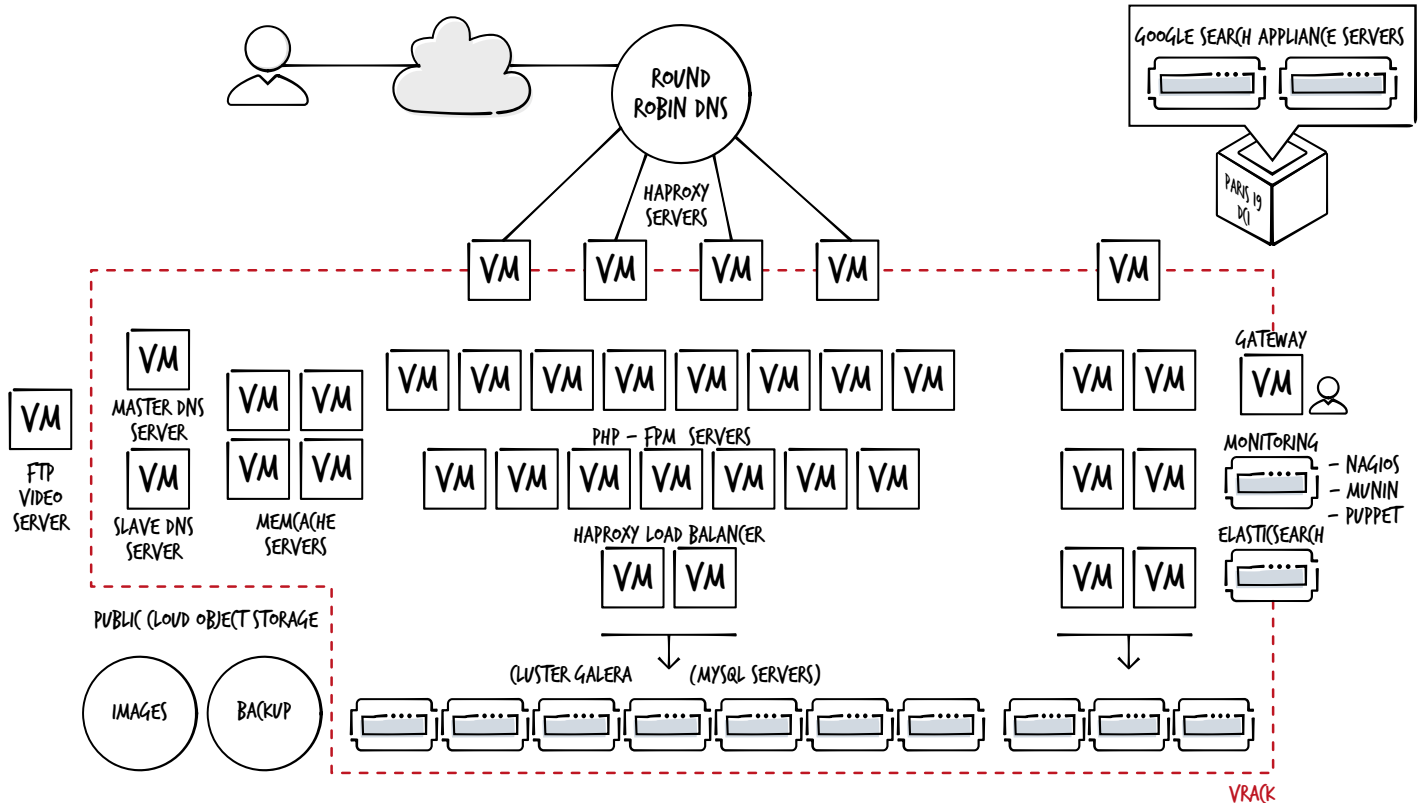 GOOGLE SEARCH APPLIANCE SERVERS
ROUND
ROBIN DNS
PARIS 19
DC1
HAPROXY
SERVERS
VM VM VM VM VM
GATEWAY
VM
MASTER DNS
SERVER
VM
SLAVE DNS
SERVER
VM VM
VM VM
MEMCACHE
SERVERS
VM
FTP
VIDEO
SERVER
VM VM VM VM VM VM VM VM
PHP - FPM SERVERS
VM VM VM VM VM VM VM
HAPROXY LOAD BALANCER
VM VM
VM VM
VM VM
VM VM
VM
MONITORING
- NAGIOS
- MUNIN
- PUPPET
ELASTICSEARCH
PUBLIC CLOUD OBJECT STORAGE
IMAGES
BACKUP
CLUSTER GALERA (MYSQL SERVERS)
VRACK